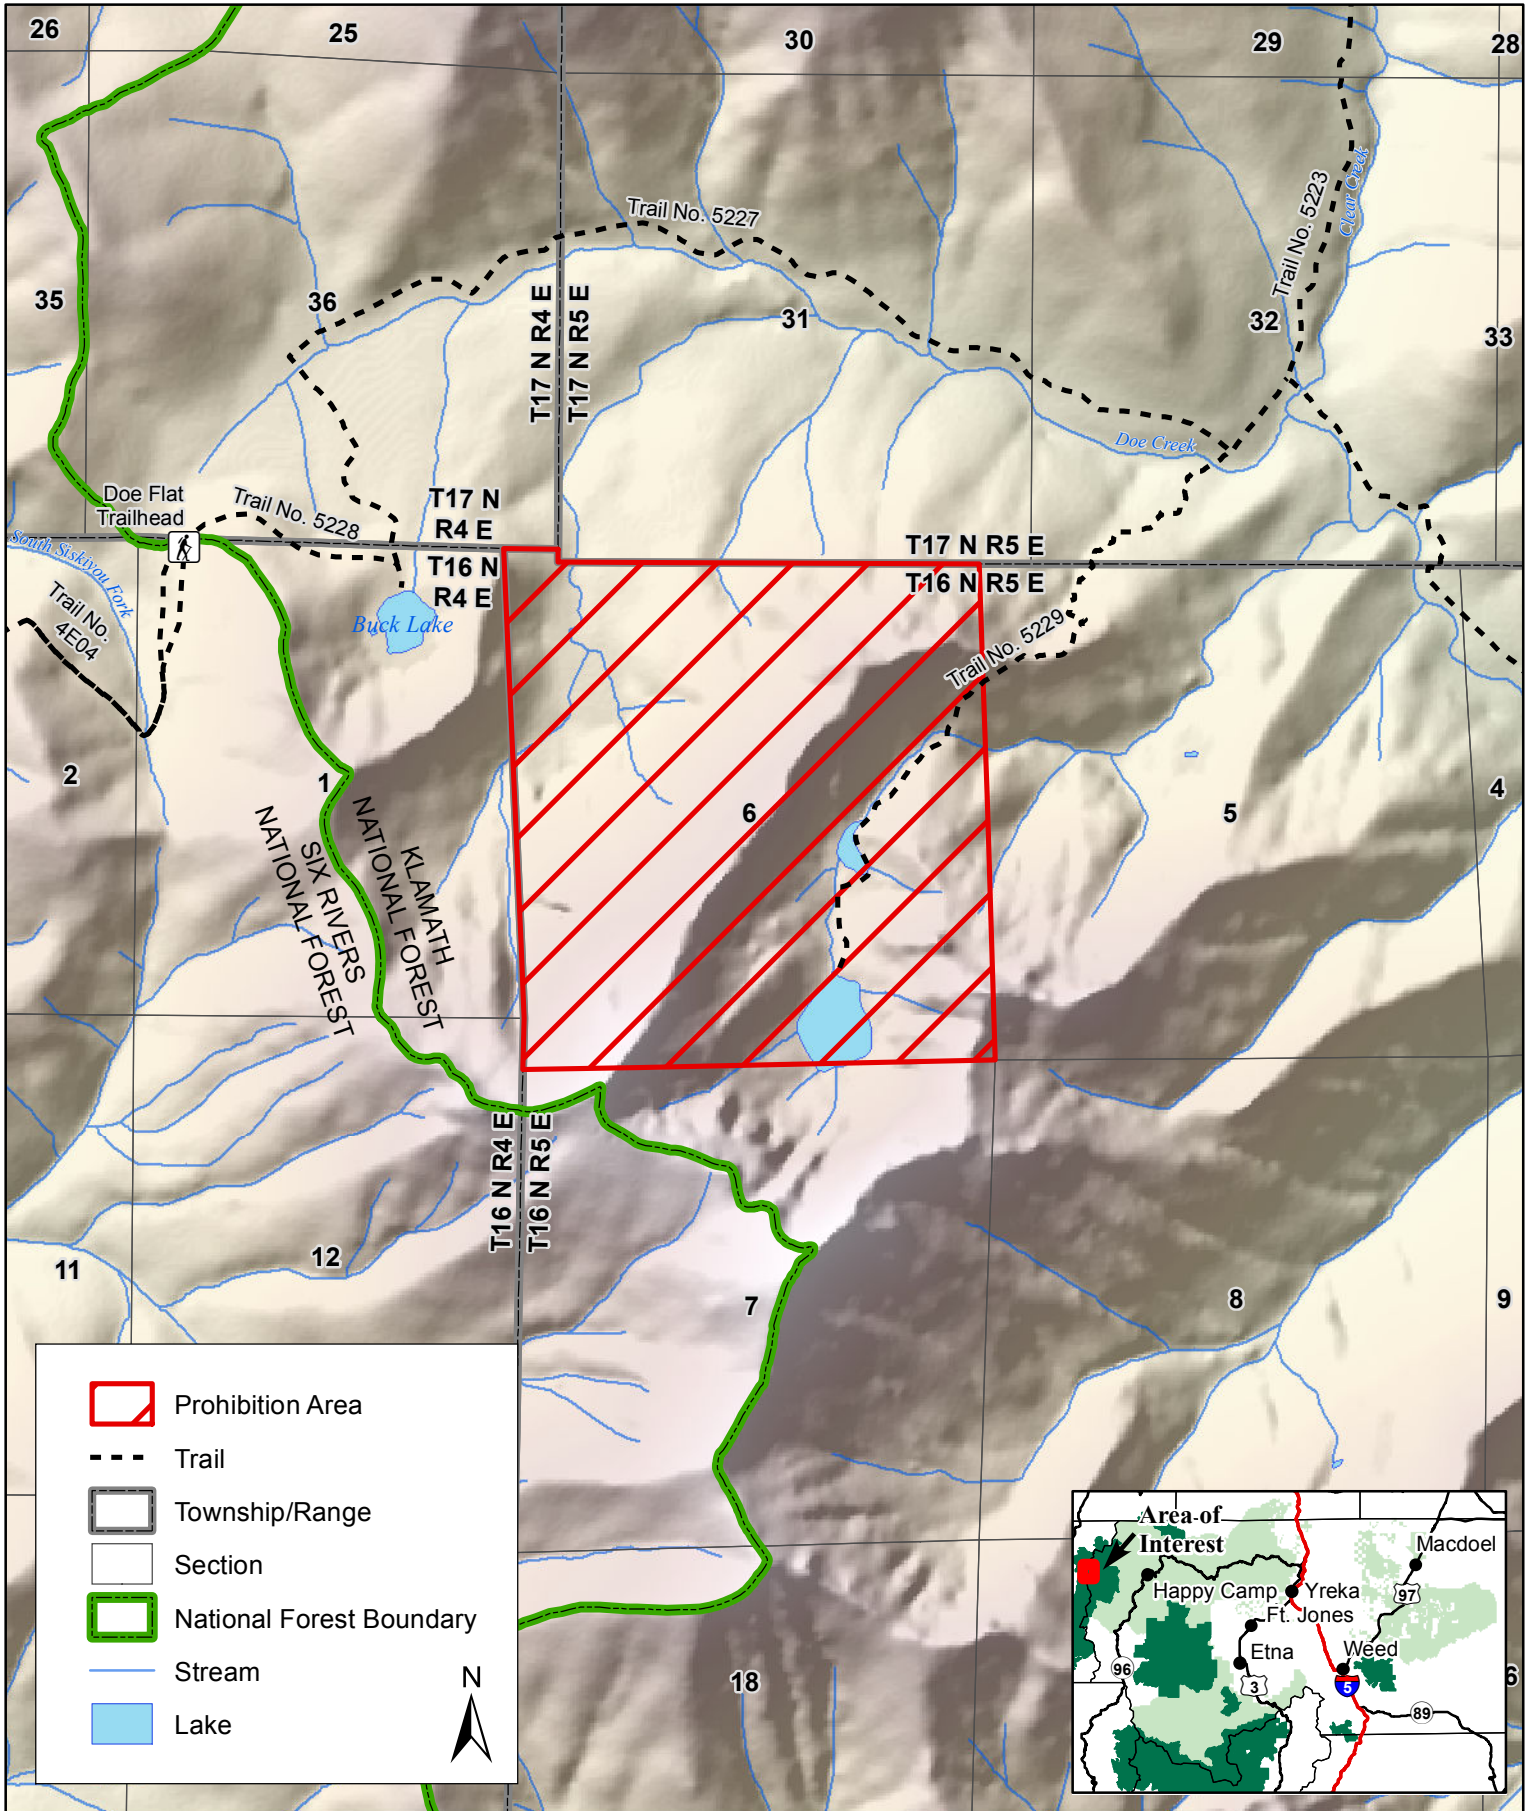 26
25
30
29
28
Trail No. 5227
Trail No. 5223
Clear Creek
35
36
T17 N R4 E
T17 N R5 E
31
32
33
Doe Creek
Doe Flat
Trailhead
Trail No. 5228
T17 N
R4 E
T17 N R5 E
South Siskiyou Fork
T16 N
R4 E
T16 N R5 E
Trail No.
4E04
Buck Lake
Trail No. 5229
2
1
6
5
4
SIX RIVERS
NATIONAL FOREST
KLAMATH
NATIONAL FOREST
T16 N R4 E
T16 N R5 E
11
12
7
8
9
Prohibition Area
Trail
Township/Range
Section
National Forest Boundary
Stream
Lake
N
18
Area of
Interest
Macdoel
Happy Camp
Yreka
97
Ft. Jones
Etna
Weed
96
3
5
89
6